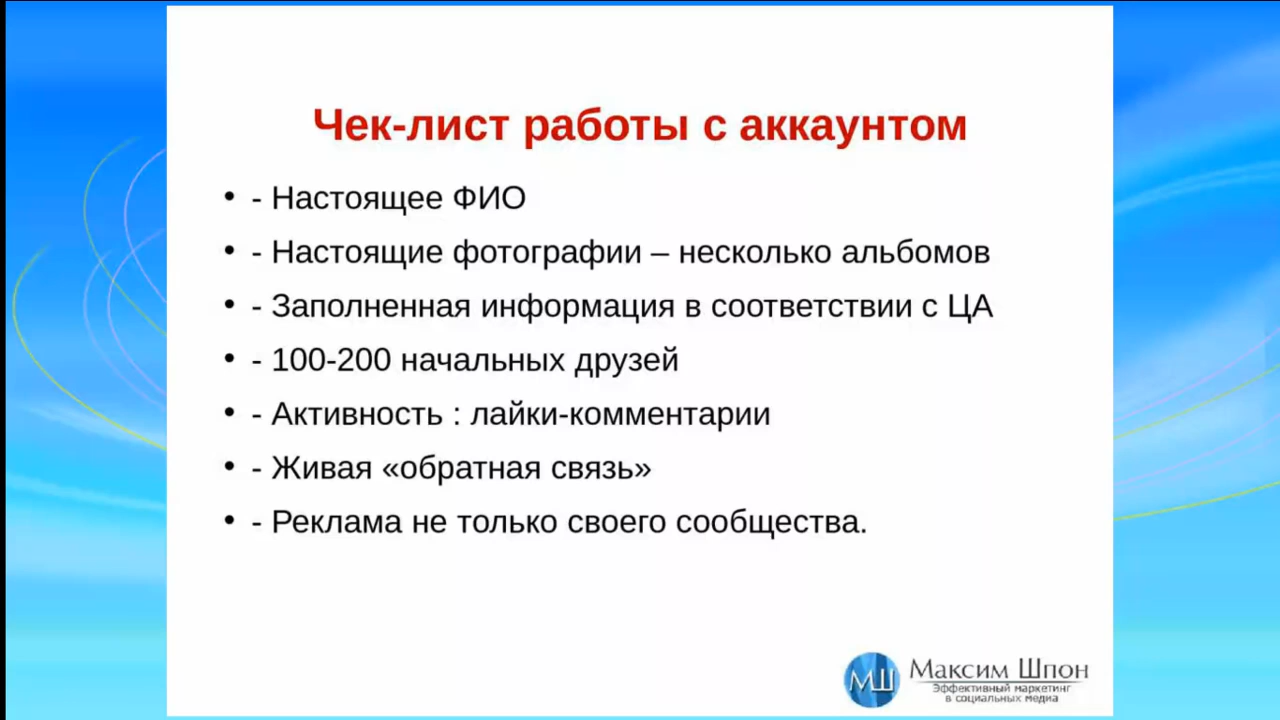 Чек-лист работы с аккаунтом
• - Настоящее ФИО
• - Настоящие фотографии – несколько альбомов
• - Заполненная информация в соответствии с ЦА
• - 100-200 начальных друзей
• - Активность : лайки-комментарии
• - Живая «обратная связь»
• - Реклама не только своего сообщества.
МШ Максим Шпон
Эффективный маркетинг
в социальных медиа